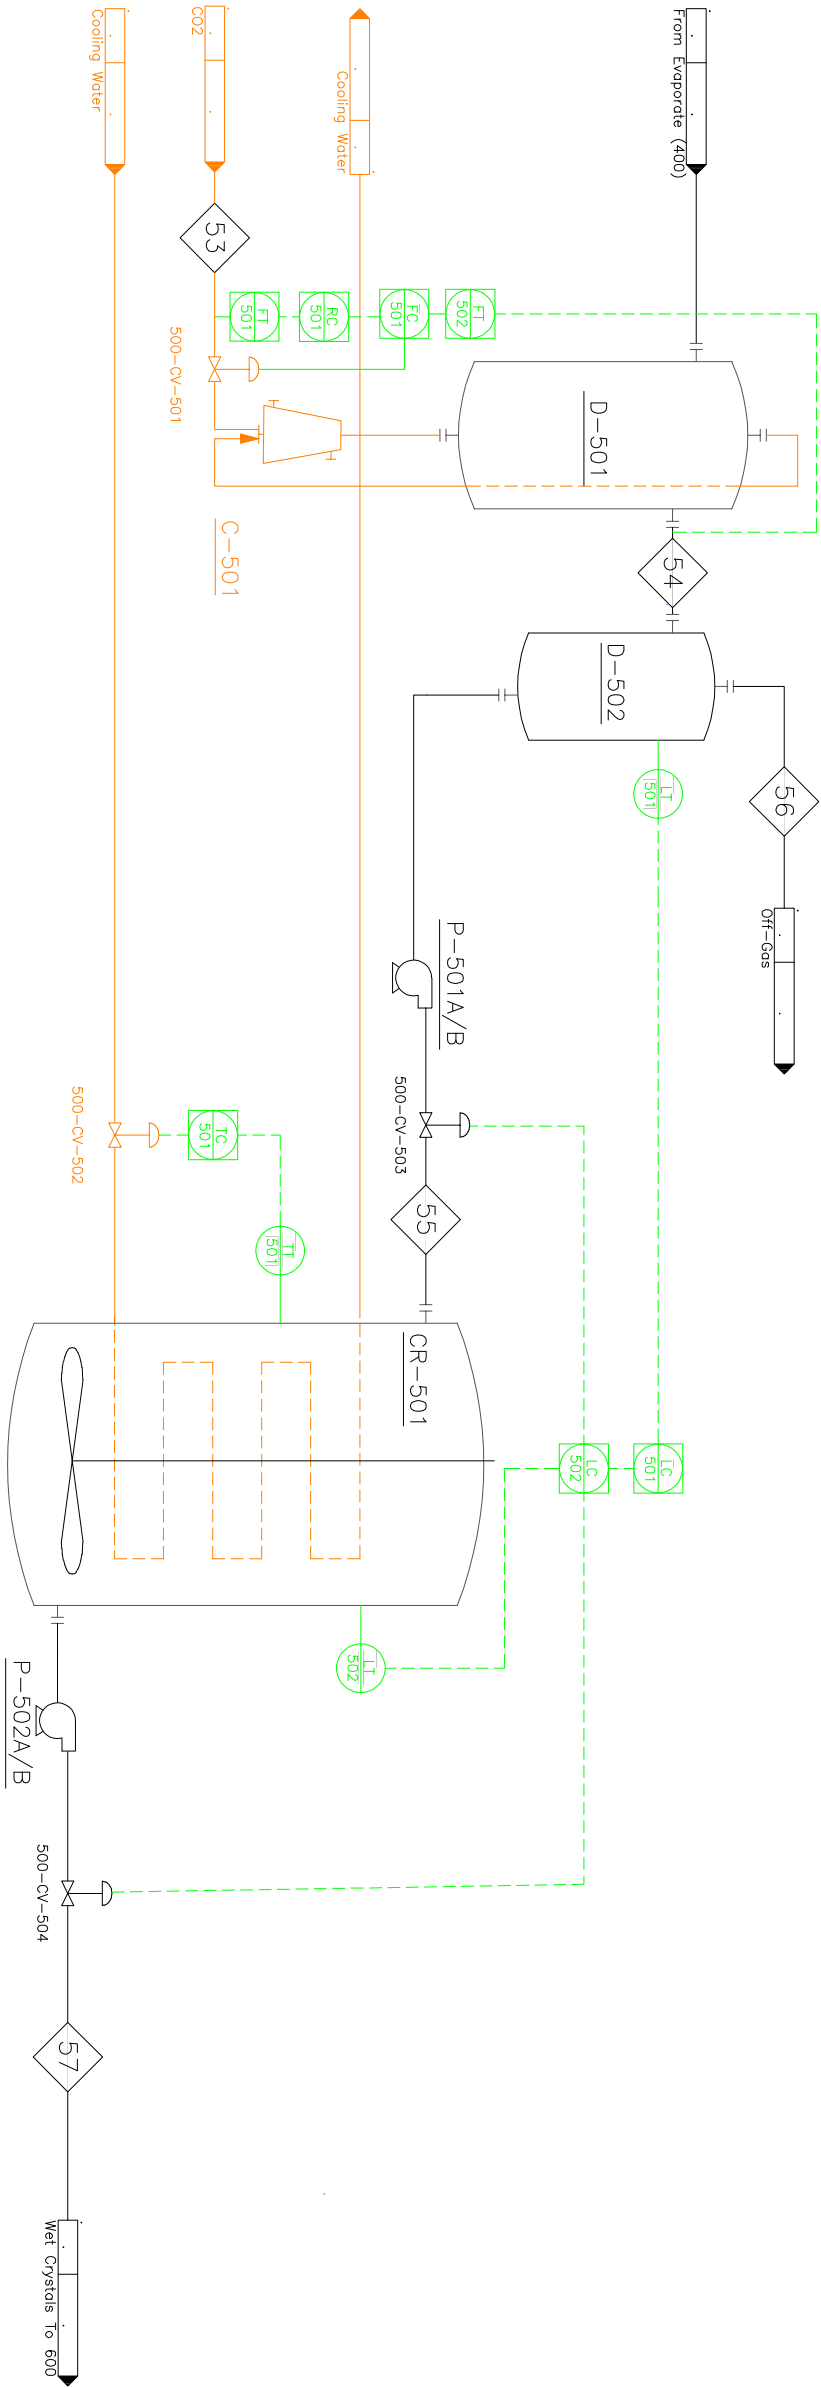 From Evaporate (400)
Cooling Water
CO2
Cooling Water
53
FT
501
RC
501
FC
501
FT
502
500-CV-501
D-501
C-501
54
D-502
LT
501
56
Off-Gas
P-501A/B
500-CV-503
500-CV-502
TC
501
55
TT
501
CR-501
LC
501
LC
502
LT
502
P-502A/B
500-CV-504
57
Wet Crystals To 600